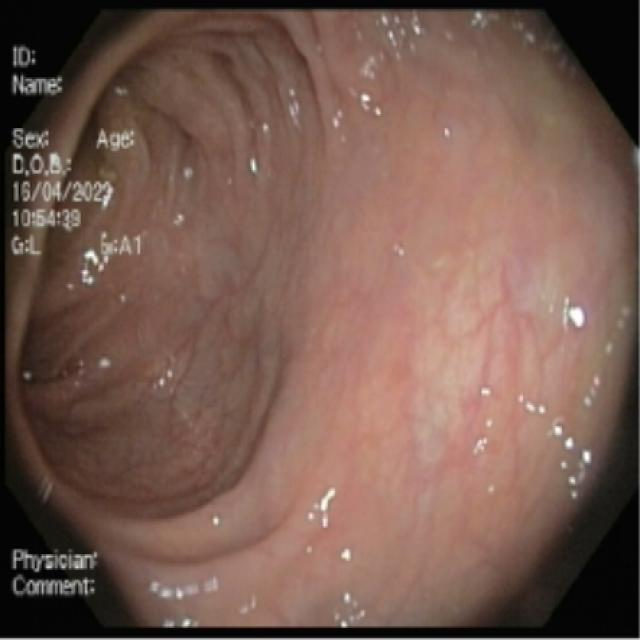 ID:
Name:
Sex: Age:
D.O.B.:
16/04/2022
10:54:39
G:L A1
Physician:
Comment: